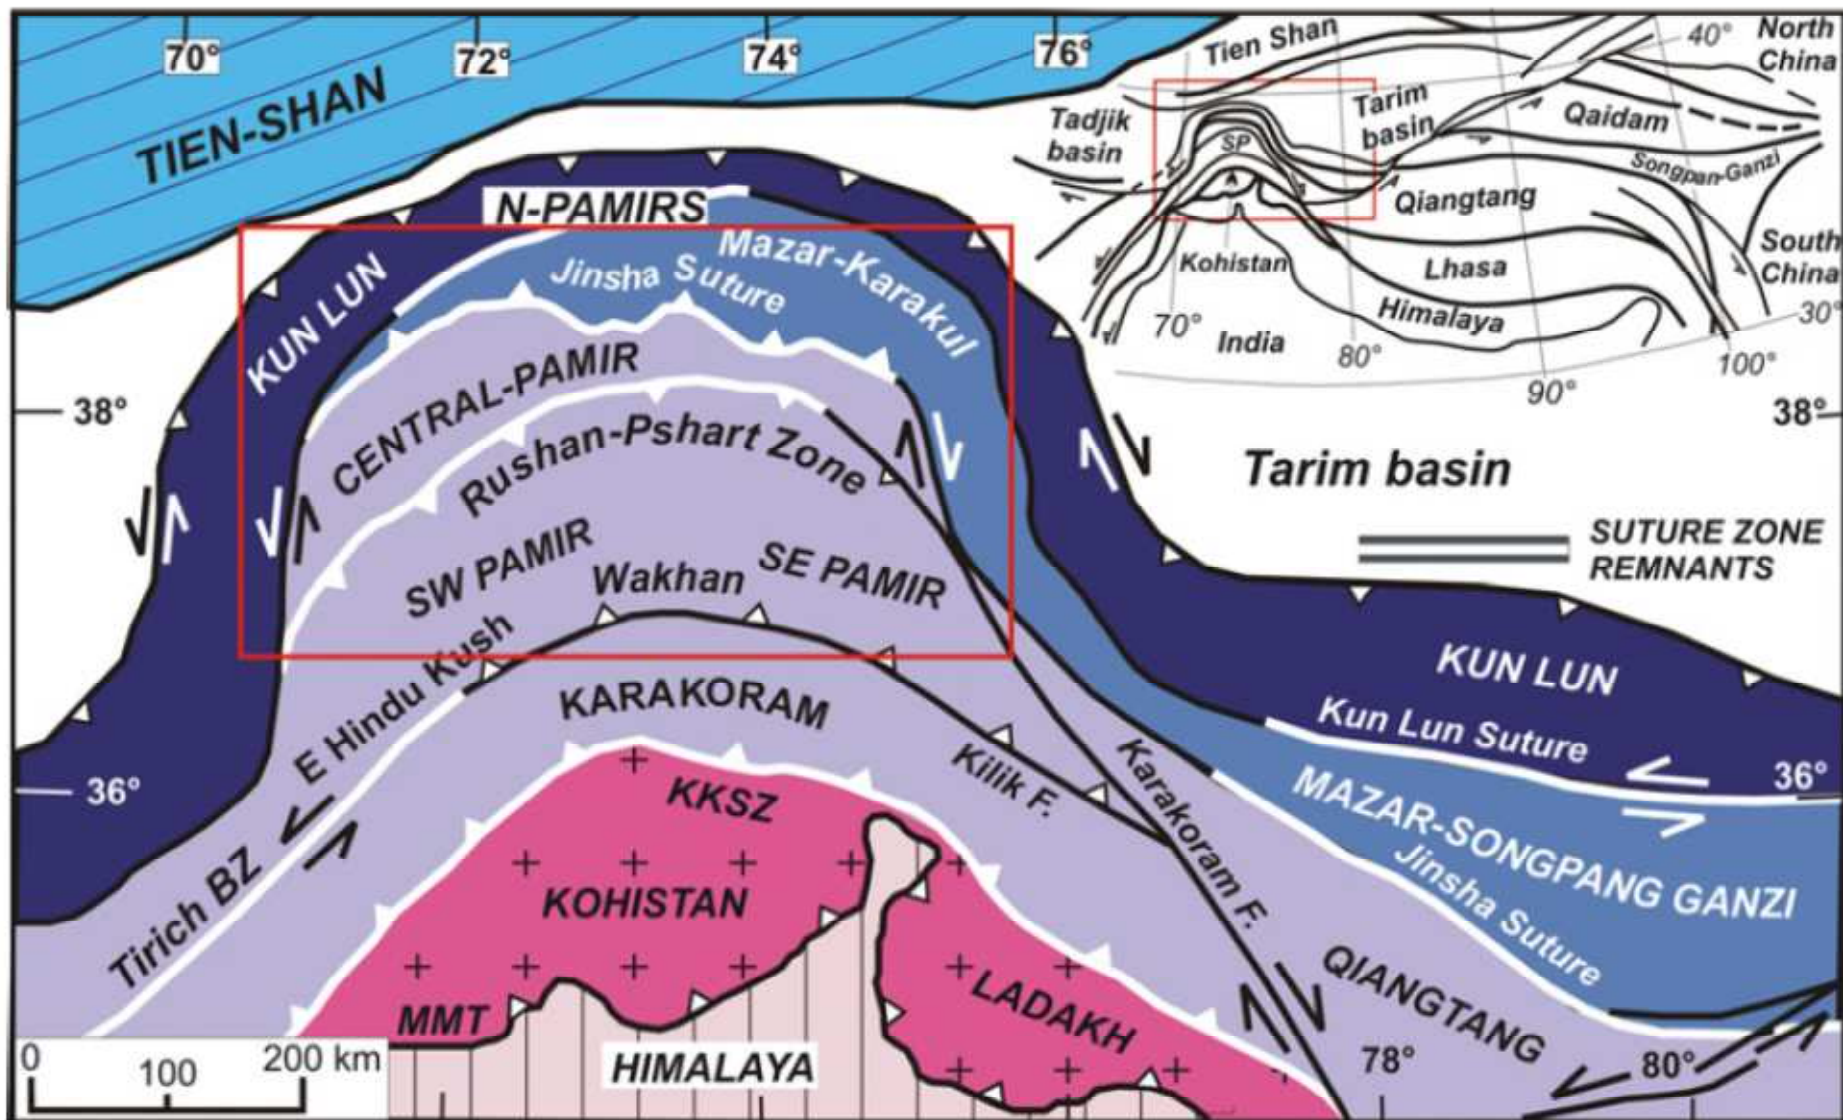 70°
72°
74°
76°
TIEN-SHAN
N-PAMIRS
KUN LUN
Mazar-Karakul
Jinsha Suture
CENTRAL-PAMIR
Rushan-Pshart Zone
SW PAMIR
Wakhan
SE PAMIR
E Hindu Kush
KARAKORAM
Kilik F.
Karakoram F.
Tirich BZ
KKSZ
KOHISTAN
MMT
HIMALAYA
LADAKH
QIANGTANG
38°
36°
0
100
200 km
Tien Shan
40°
North
China
Tadjik
basin
SP
Tarim
basin
Qaidam
Songpan-Ganzi
Qiangtang
South
China
Kohistan
Lhasa
Himalaya
India
70°
80°
90°
100°
30°
38°
Tarim basin
SUTURE ZONE
REMNANTS
KUN LUN
Kun Lun Suture
36°
MAZAR-SONGPANG GANZI
Jinsha Suture
78°
80°